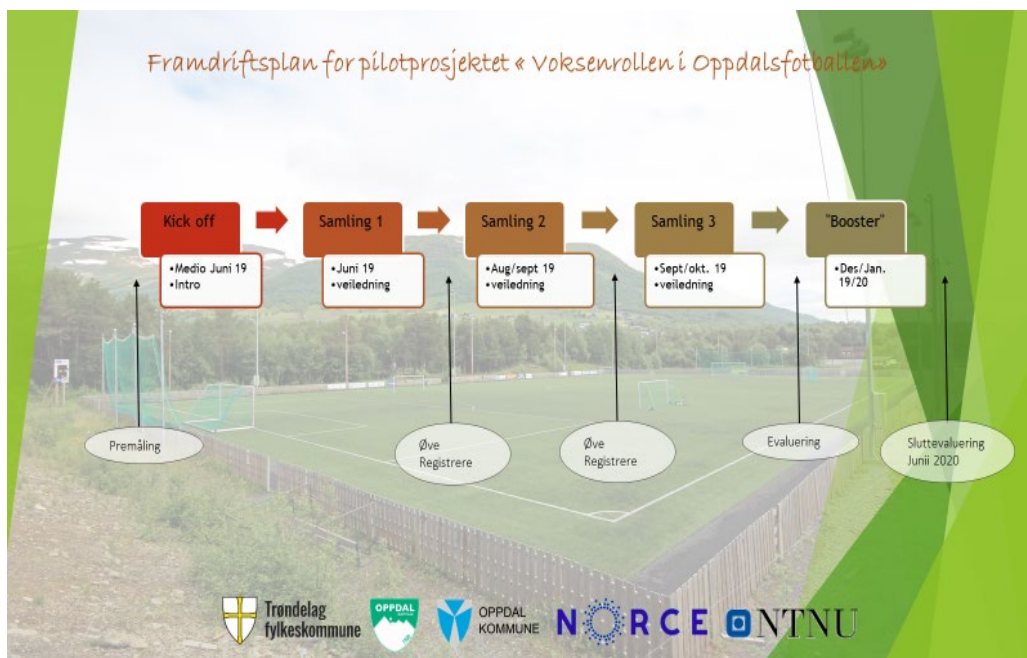 Framdriftsplan for pilotprosjektet « Voksenrollen i Oppdalsfotballen»
Kick off
•Medio Juni 19
•Intro
Samling 1
•Juni 19
•veiledning
Samling 2
•Aug/sept 19
•veiledning
Samling 3
•Sept/okt. 19
•veiledning
"Booster"
•Des/Jan.
19/20
Premåling
Øve
Registrere
Øve
Registrere
Evaluering
Sluttevaluering
Junii 2020
Trøndelag
fylkeskommune
OPPDAL
OPPDAL
KOMMUNE
NORCE
NTNU